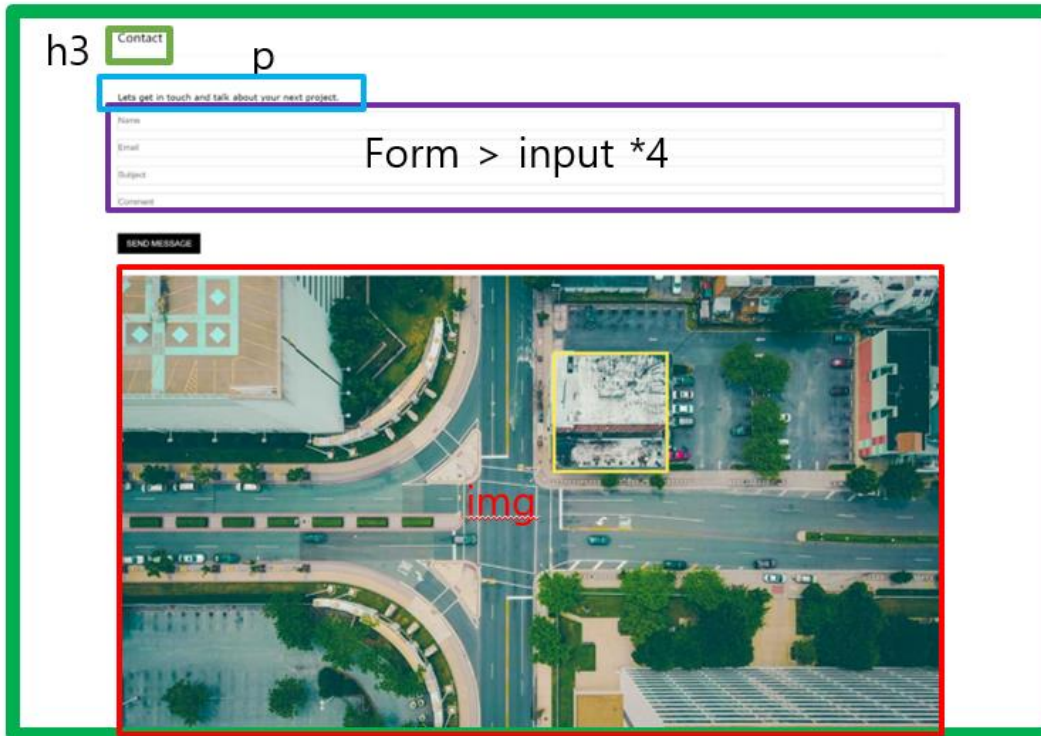 h3
Contact
p
Lets get in touch and talk about your next project.
Name
Email
Form > input *4
Subject
Comment
SEND MESSAGE
img